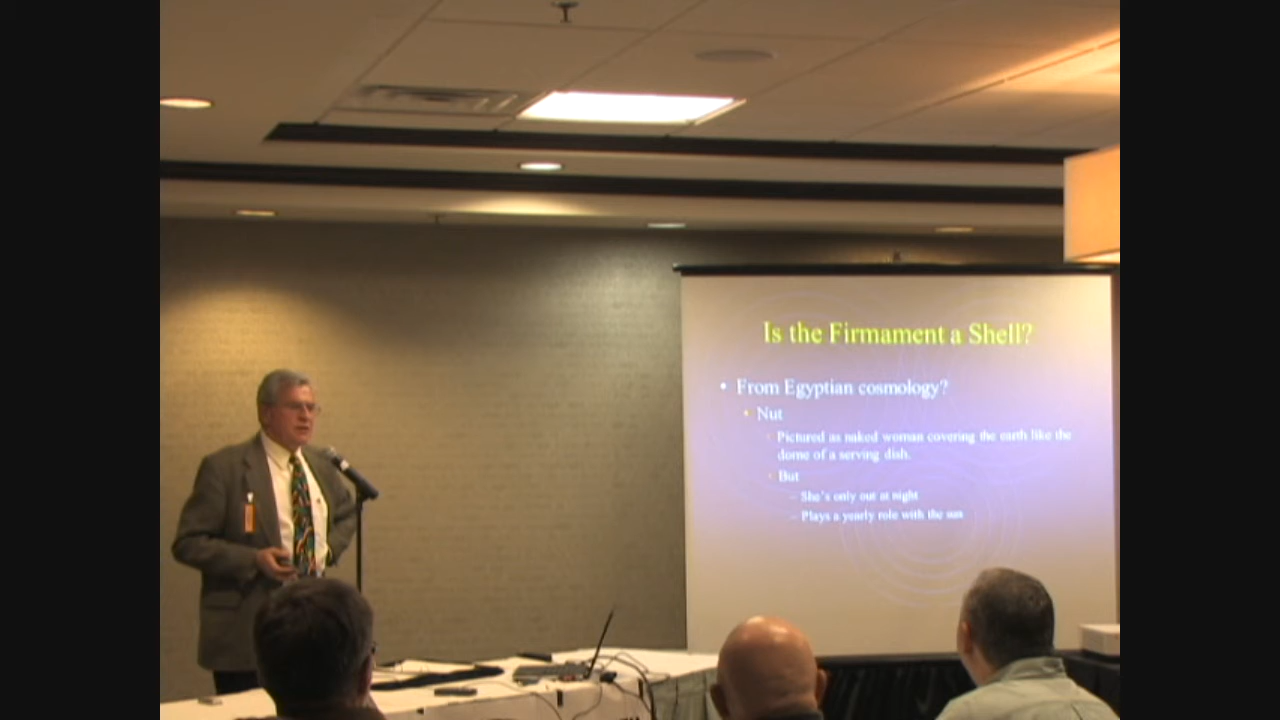 Is the Firmament a Shell?
• From Egyptian cosmology?
• Nut
• Pictured as naked woman covering the earth like the
dome of a serving dish.
• But
– She's only out at night
– Plays a yearly role with the sun